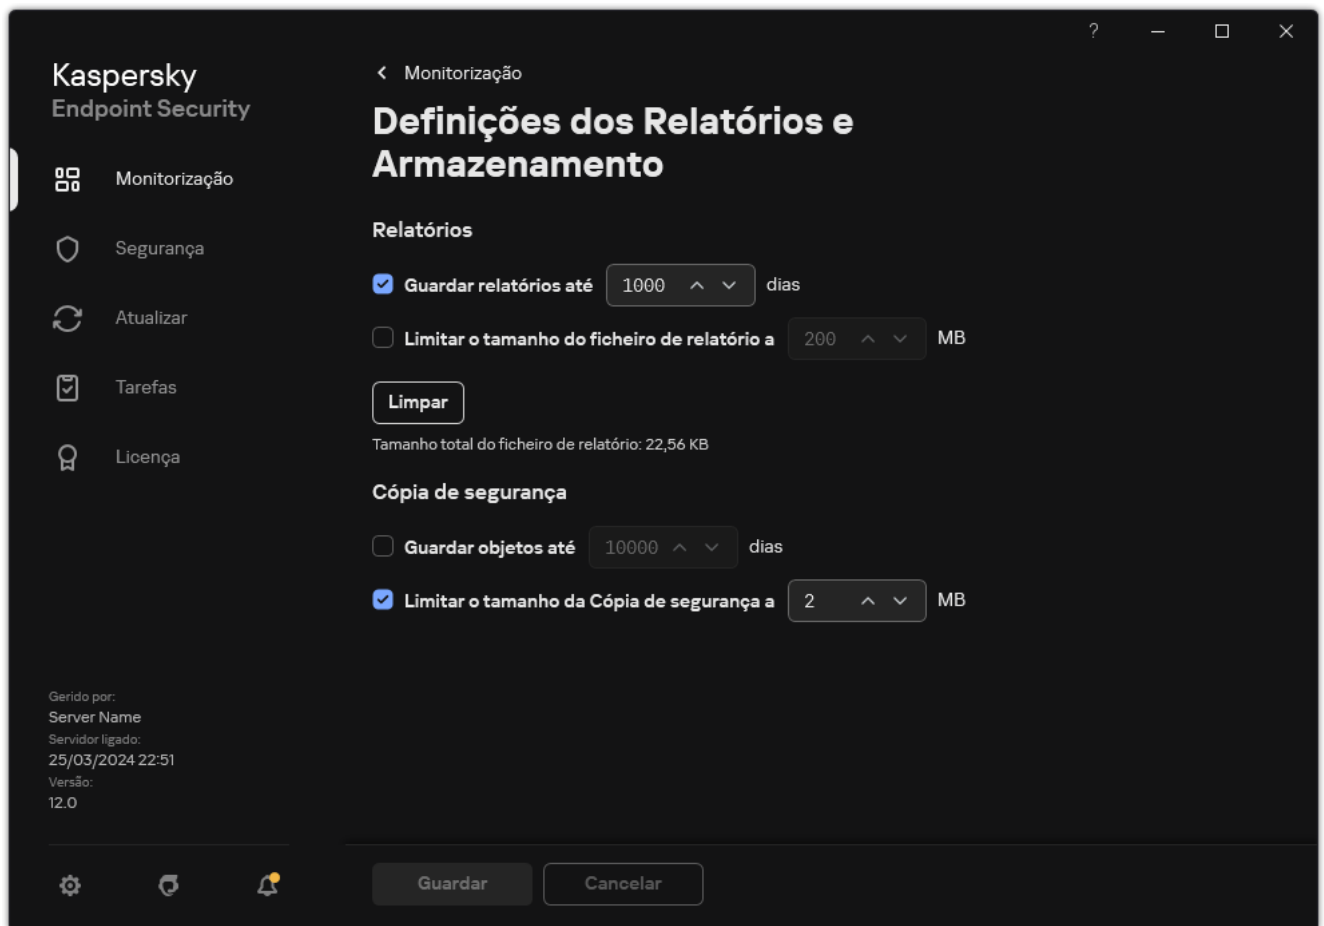 ?
Kaspersky
Endpoint Security
Monitorização
Segurança
Atualizar
Tarefas
Licença
Gerido por:
Server Name
Servidor ligado:
25/03/2024 22:51
Versão:
12.0
Monitorização
Definições dos Relatórios e
Armazenamento
Relatórios
Guardar relatórios até 1000 dias
Limitar o tamanho do ficheiro de relatório a 200 MB
Limpar
Tamanho total do ficheiro de relatório: 22,56 KB
Cópia de segurança
Guardar objetos até 10000 dias
Limitar o tamanho da Cópia de segurança a 2 MB
Guardar Cancelar